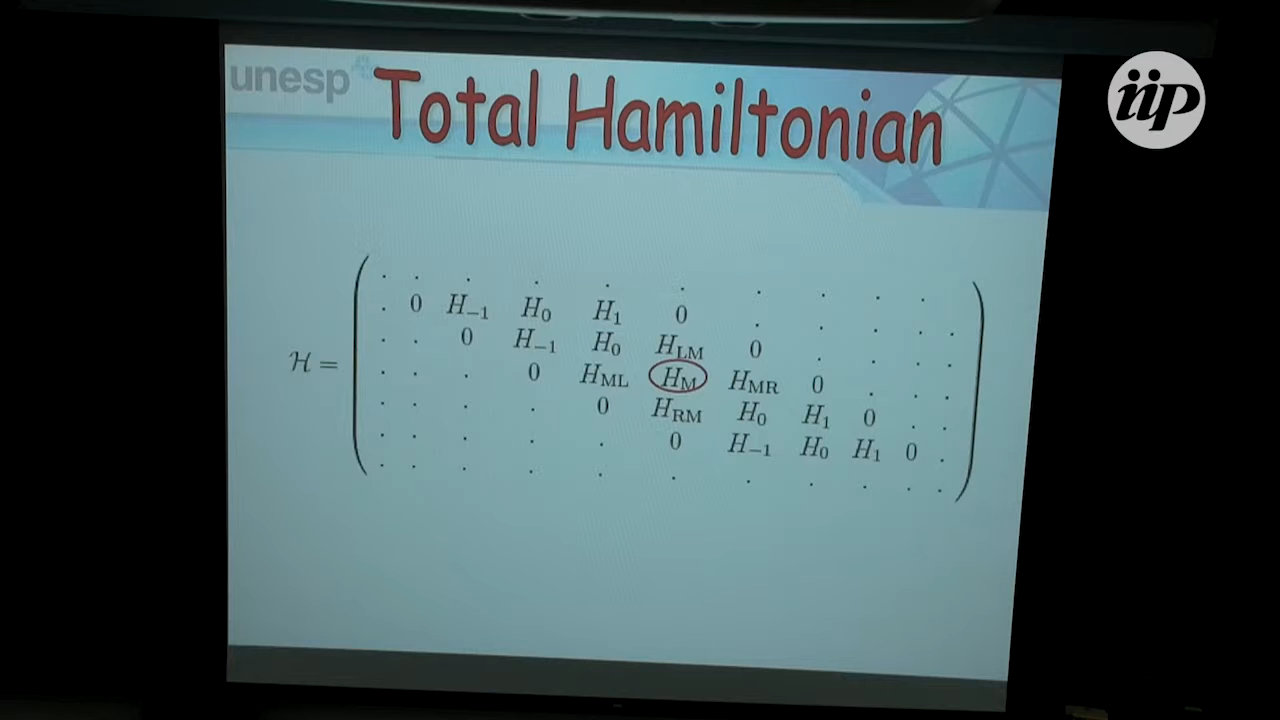 unesp
iip
Total Hamiltonian
. . . . . . . . . .
. 0 H₋₁ H₀ H₁ 0 . . . . .
ℋ = . . 0 H₋₁ H₀ H_LM 0 . . . .
. . . 0 H_ML H_M H_MR 0 . . .
. . . . 0 H_RM H₀ H₁ 0 . .
. . . . . 0 H₋₁ H₀ H₁ 0 .
. . . . . . . . . . .